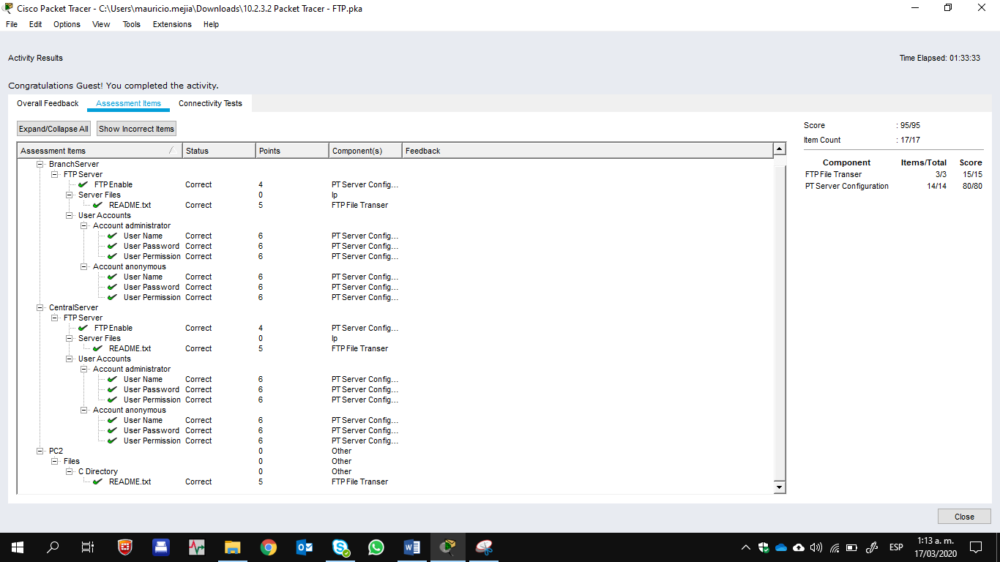 Cisco Packet Tracer - C:\Users\mauricio.mejia\Downloads\10.2.3.2 Packet Tracer - FTP.pka
File Edit Options View Tools Extensions Help
Activity Results
Time Elapsed: 01:33:33
Congratulations Guest! You completed the activity.
Overall Feedback Assessment Items Connectivity Tests
Expand/Collapse All Show Incorrect Items
Assessment Items Status Points Component(s) Feedback
BranchServer
FTP Server
FTP Enable Correct 4 PT Server Config...
Server Files 0 Ip
README.txt Correct 5 FTP File Transer
User Accounts
Account administrator
User Name Correct 6 PT Server Config...
User Password Correct 6 PT Server Config...
User Permission Correct 6 PT Server Config...
Account anonymous
User Name Correct 6 PT Server Config...
User Password Correct 6 PT Server Config...
User Permission Correct 6 PT Server Config...
CentralServer
FTP Server
FTP Enable Correct 4 PT Server Config...
Server Files 0 Ip
README.txt Correct 5 FTP File Transer
User Accounts
Account administrator
User Name Correct 6 PT Server Config...
User Password Correct 6 PT Server Config...
User Permission Correct 6 PT Server Config...
Account anonymous
User Name Correct 6 PT Server Config...
User Password Correct 6 PT Server Config...
User Permission Correct 6 PT Server Config...
PC2 0 Other
Files 0 Other
C Directory 0 Other
README.txt Correct 5 FTP File Transer
Score : 95/95
Item Count : 17/17
Component Items/Total Score
FTP File Transer 3/3 15/15
PT Server Configuration 14/14 80/80
Close
ESP
1:13 a. m.
17/03/2020